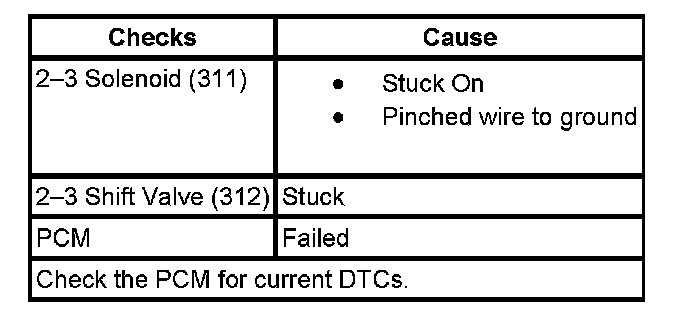 Checks Cause
2–3 Solenoid (311) • Stuck On
• Pinched wire to ground
2–3 Shift Valve (312) Stuck
PCM Failed
Check the PCM for current DTCs.